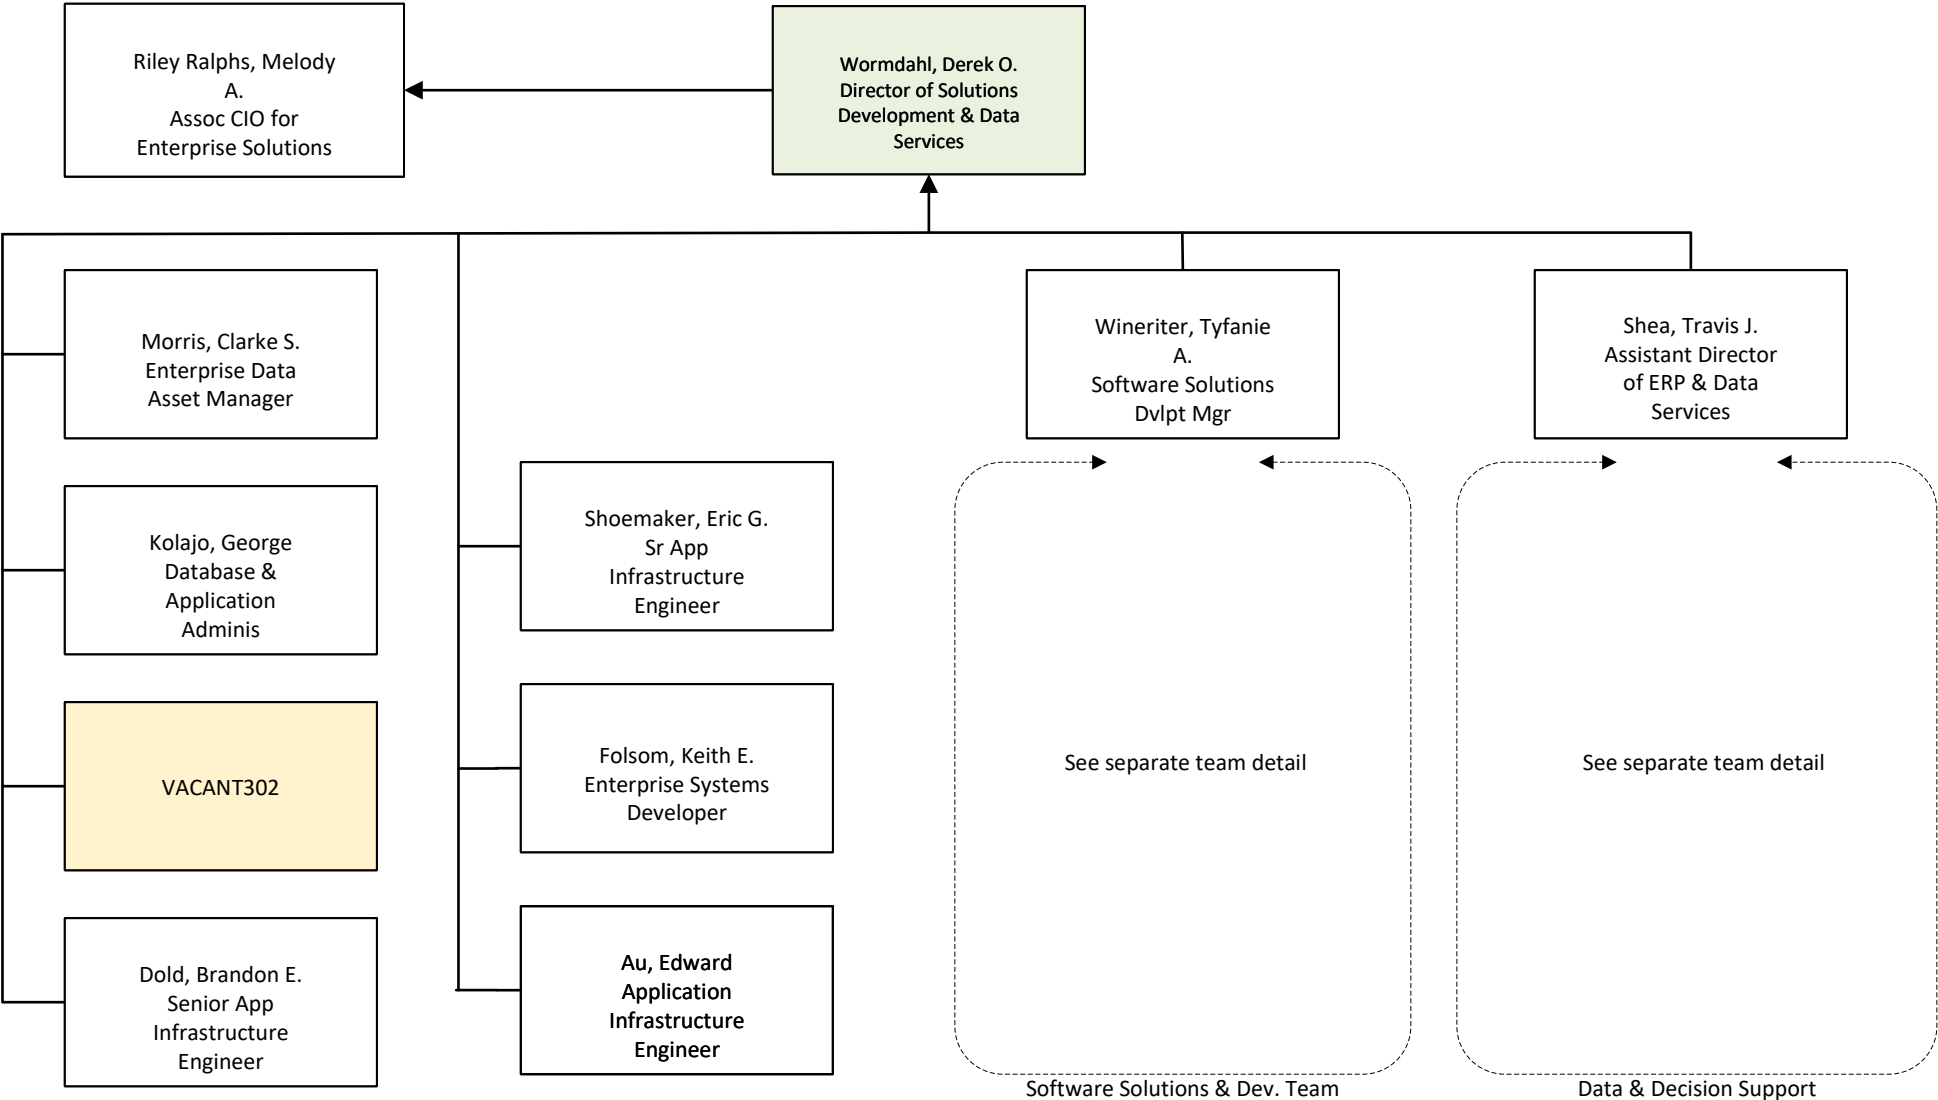 Riley Ralphs, Melody
A.
Assoc CIO for
Enterprise Solutions
Wormdahl, Derek O.
Director of Solutions
Development & Data
Services
Morris, Clarke S.
Enterprise Data
Asset Manager
Kolajo, George
Database &
Application
Adminis
VACANT302
Dold, Brandon E.
Senior App
Infrastructure
Engineer
Shoemaker, Eric G.
Sr App
Infrastructure
Engineer
Folsom, Keith E.
Enterprise Systems
Developer
Au, Edward
Application
Infrastructure
Engineer
Wineriter, Tyfanie
A.
Software Solutions
Dvlpt Mgr
See separate team detail
Software Solutions & Dev. Team
Shea, Travis J.
Assistant Director
of ERP & Data
Services
See separate team detail
Data & Decision Support